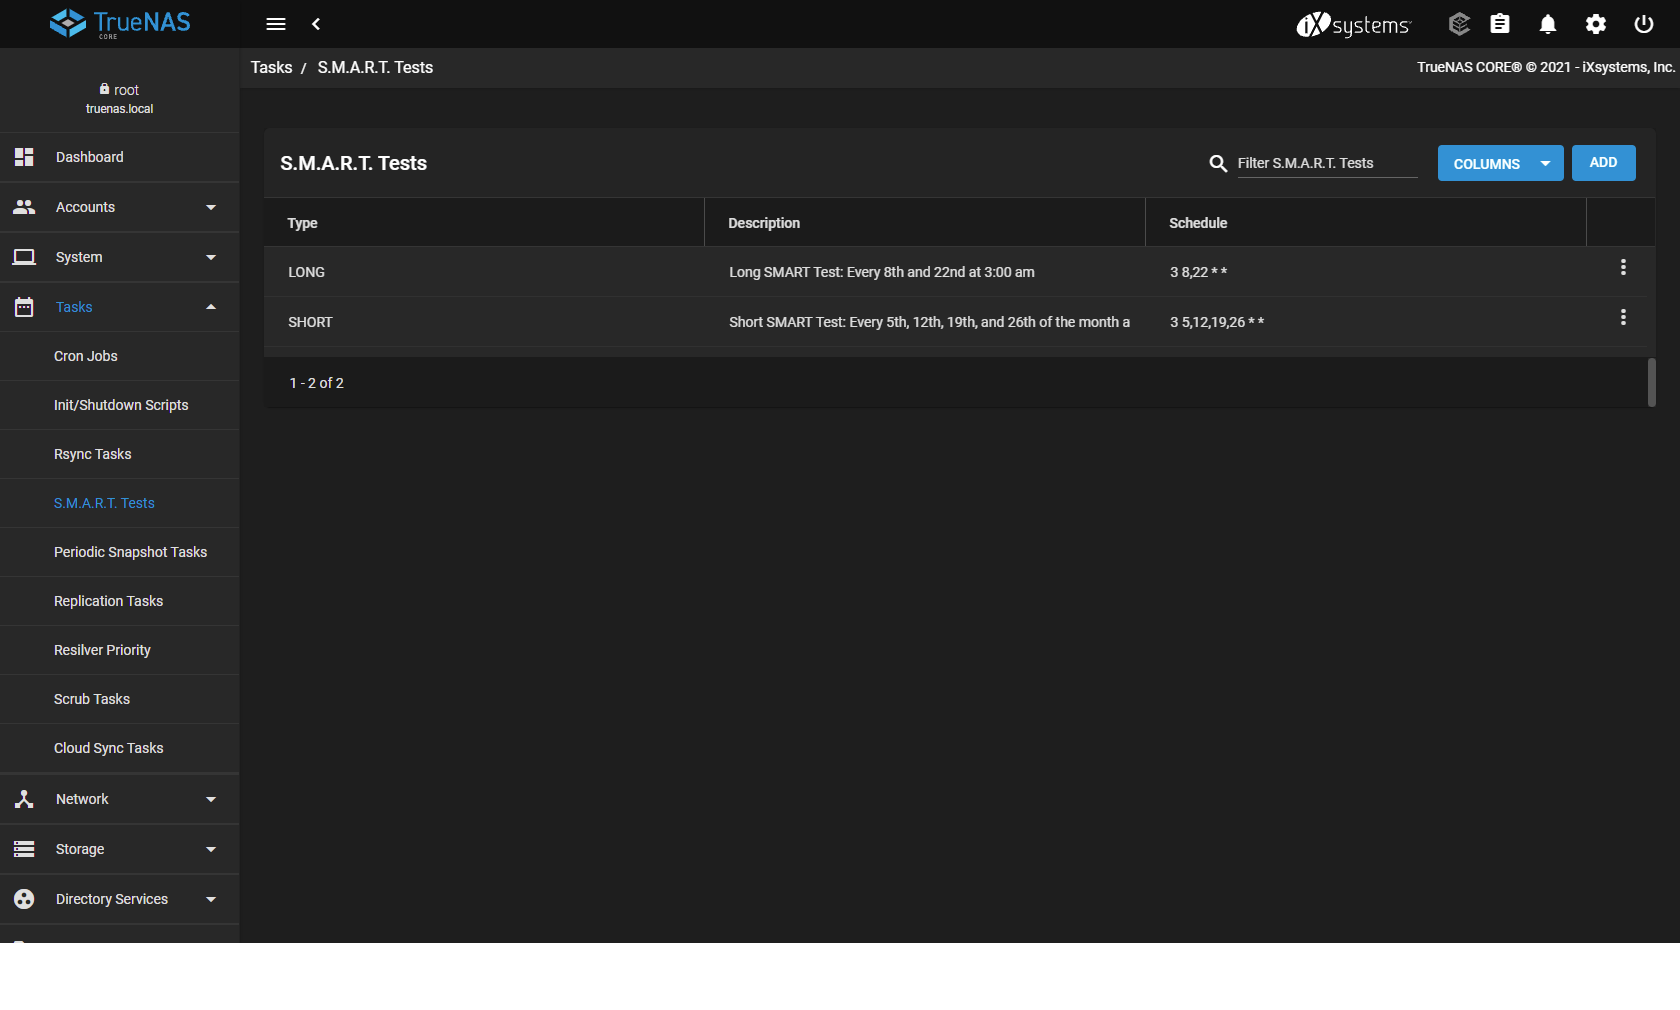 TrueNAS
CORE
iXsystems
Tasks / S.M.A.R.T. Tests
TrueNAS CORE® © 2021 - iXsystems, Inc.
root
truenas.local
Dashboard
Accounts
System
Tasks
Cron Jobs
Init/Shutdown Scripts
Rsync Tasks
S.M.A.R.T. Tests
Periodic Snapshot Tasks
Replication Tasks
Resilver Priority
Scrub Tasks
Cloud Sync Tasks
Network
Storage
Directory Services
S.M.A.R.T. Tests
Filter S.M.A.R.T. Tests
COLUMNS
ADD
Type Description Schedule
LONG Long SMART Test: Every 8th and 22nd at 3:00 am 3 8,22 * *
SHORT Short SMART Test: Every 5th, 12th, 19th, and 26th of the month a 3 5,12,19,26 * *
1 - 2 of 2